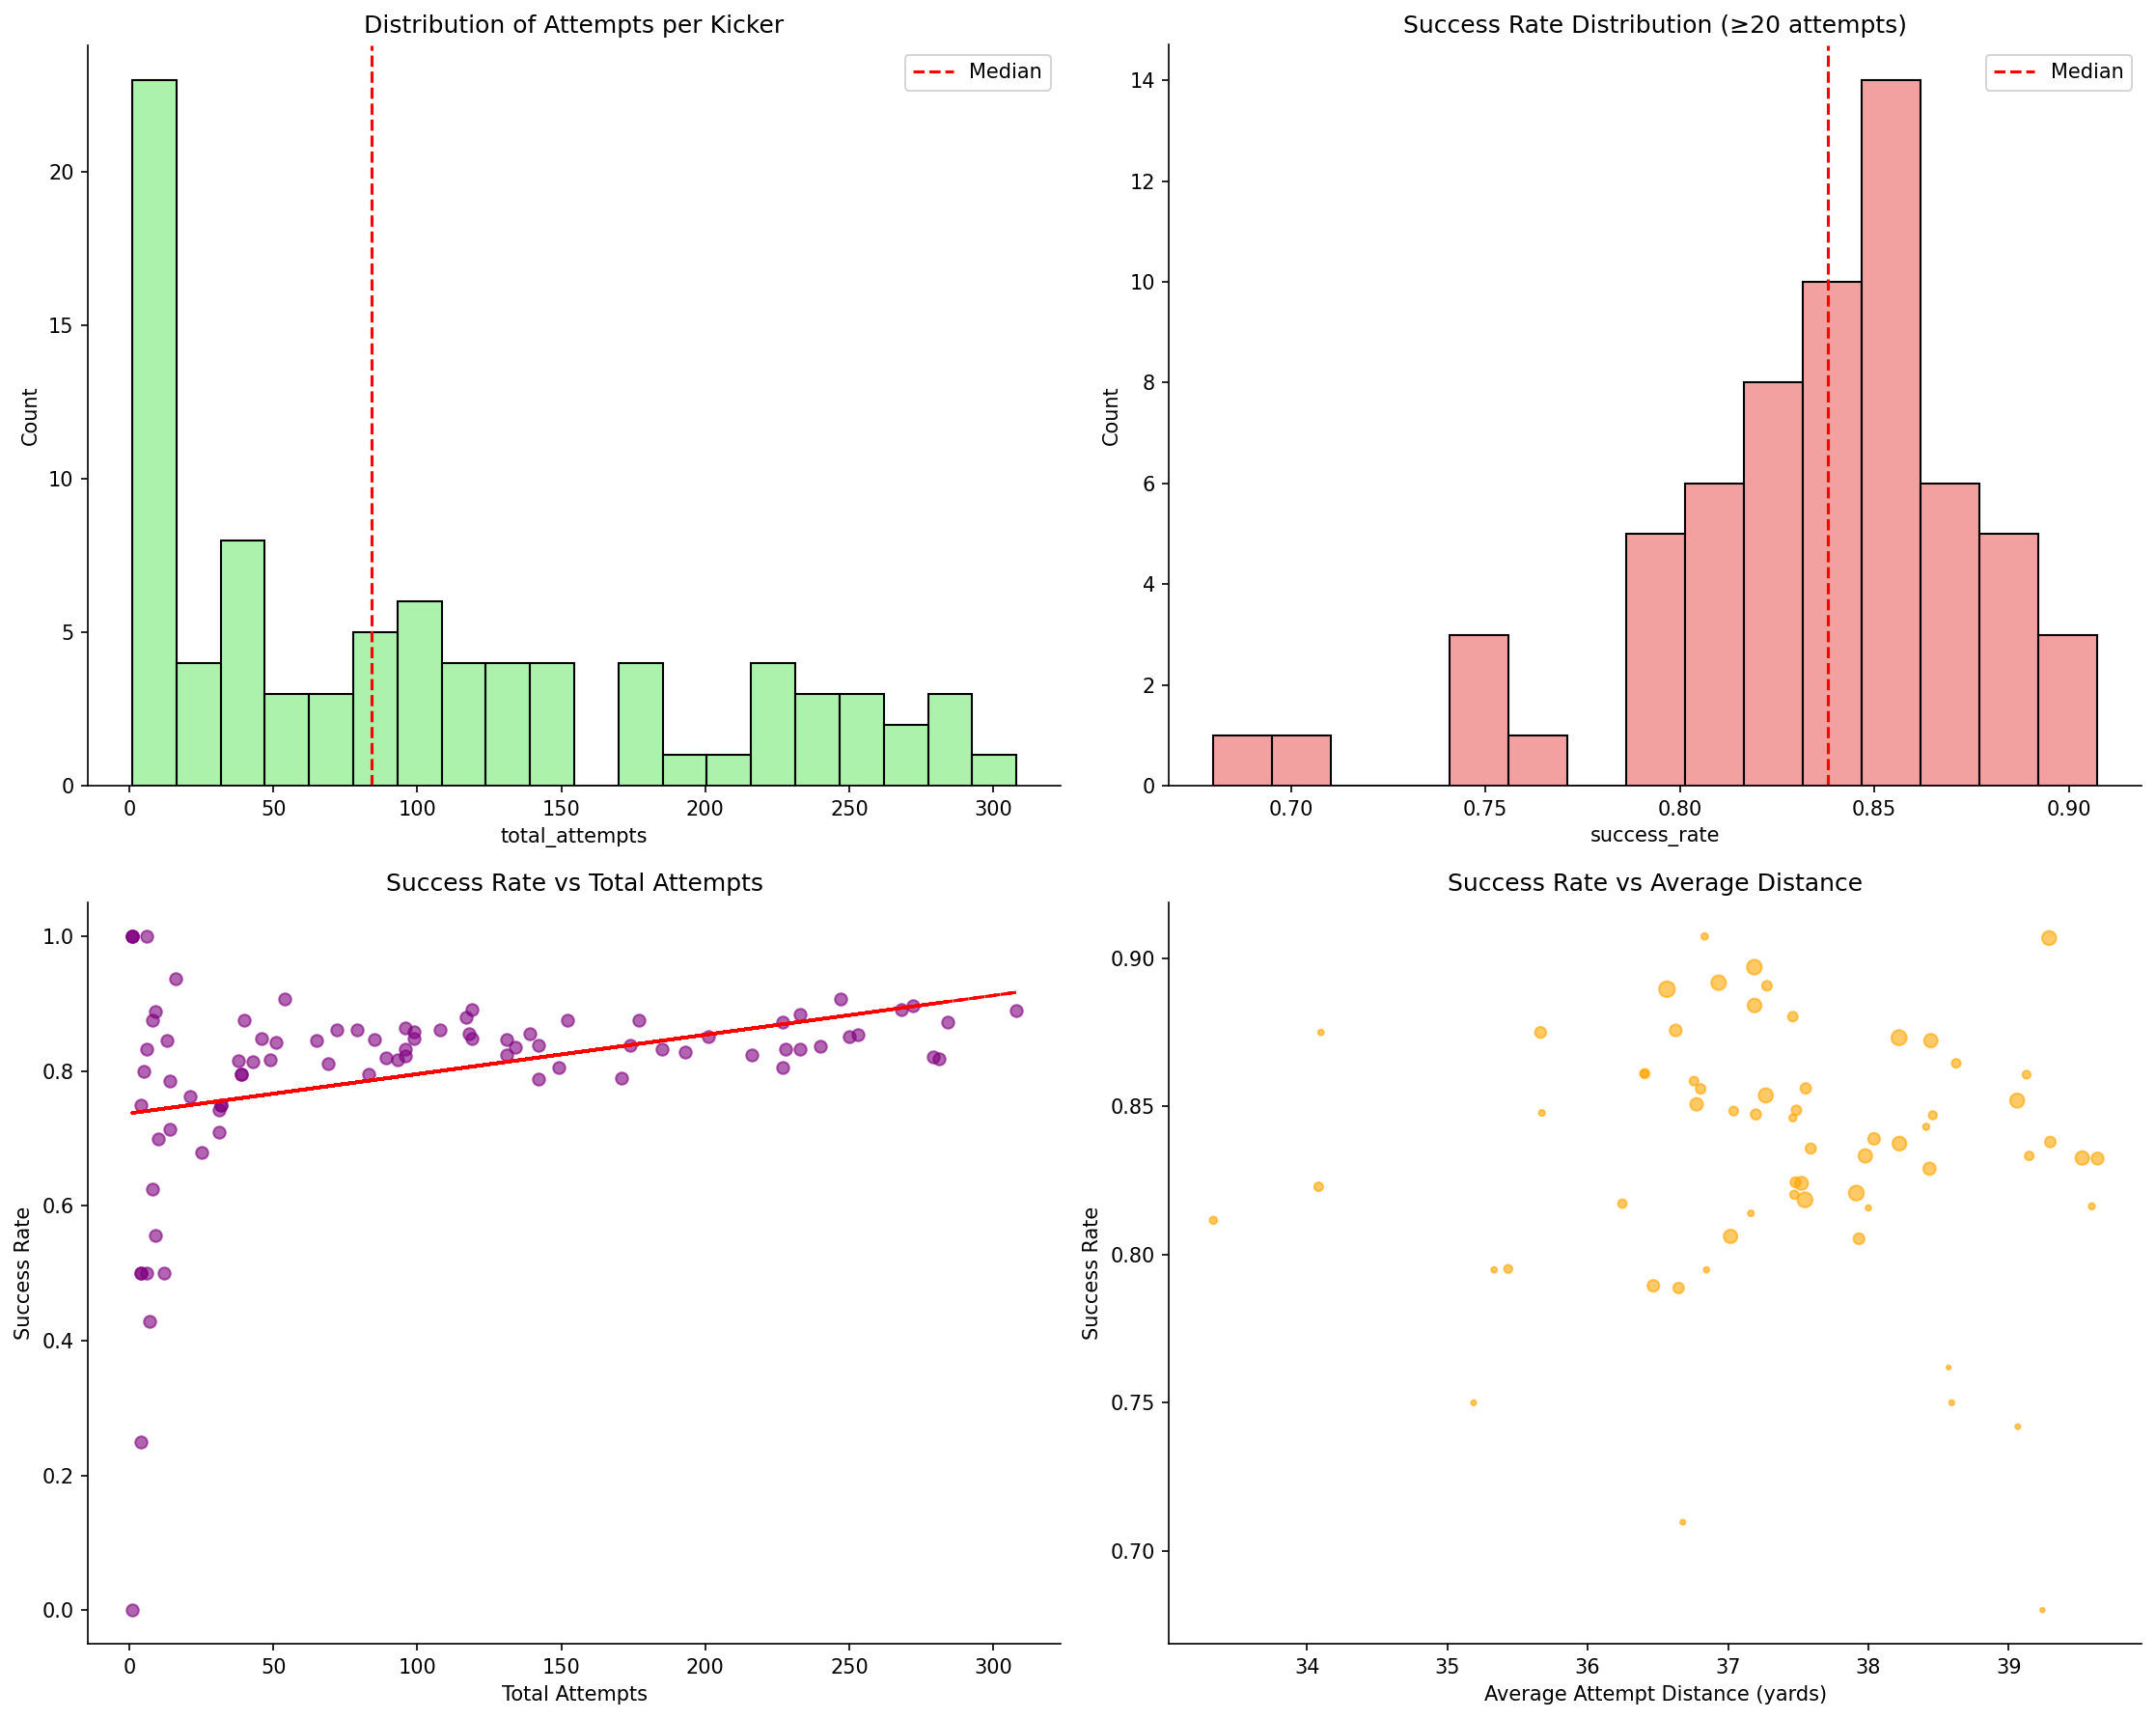 Distribution of Attempts per Kicker
Median
Count
20
15
10
5
0
0 50 100 150 200 250 300
total_attempts
Success Rate Distribution (≥20 attempts)
Median
Count
14
12
10
8
6
4
2
0
0.70 0.75 0.80 0.85 0.90
success_rate
Success Rate vs Total Attempts
Success Rate
1.0
0.8
0.6
0.4
0.2
0.0
0 50 100 150 200 250 300
Total Attempts
Success Rate vs Average Distance
Success Rate
0.90
0.85
0.80
0.75
0.70
34 35 36 37 38 39
Average Attempt Distance (yards)